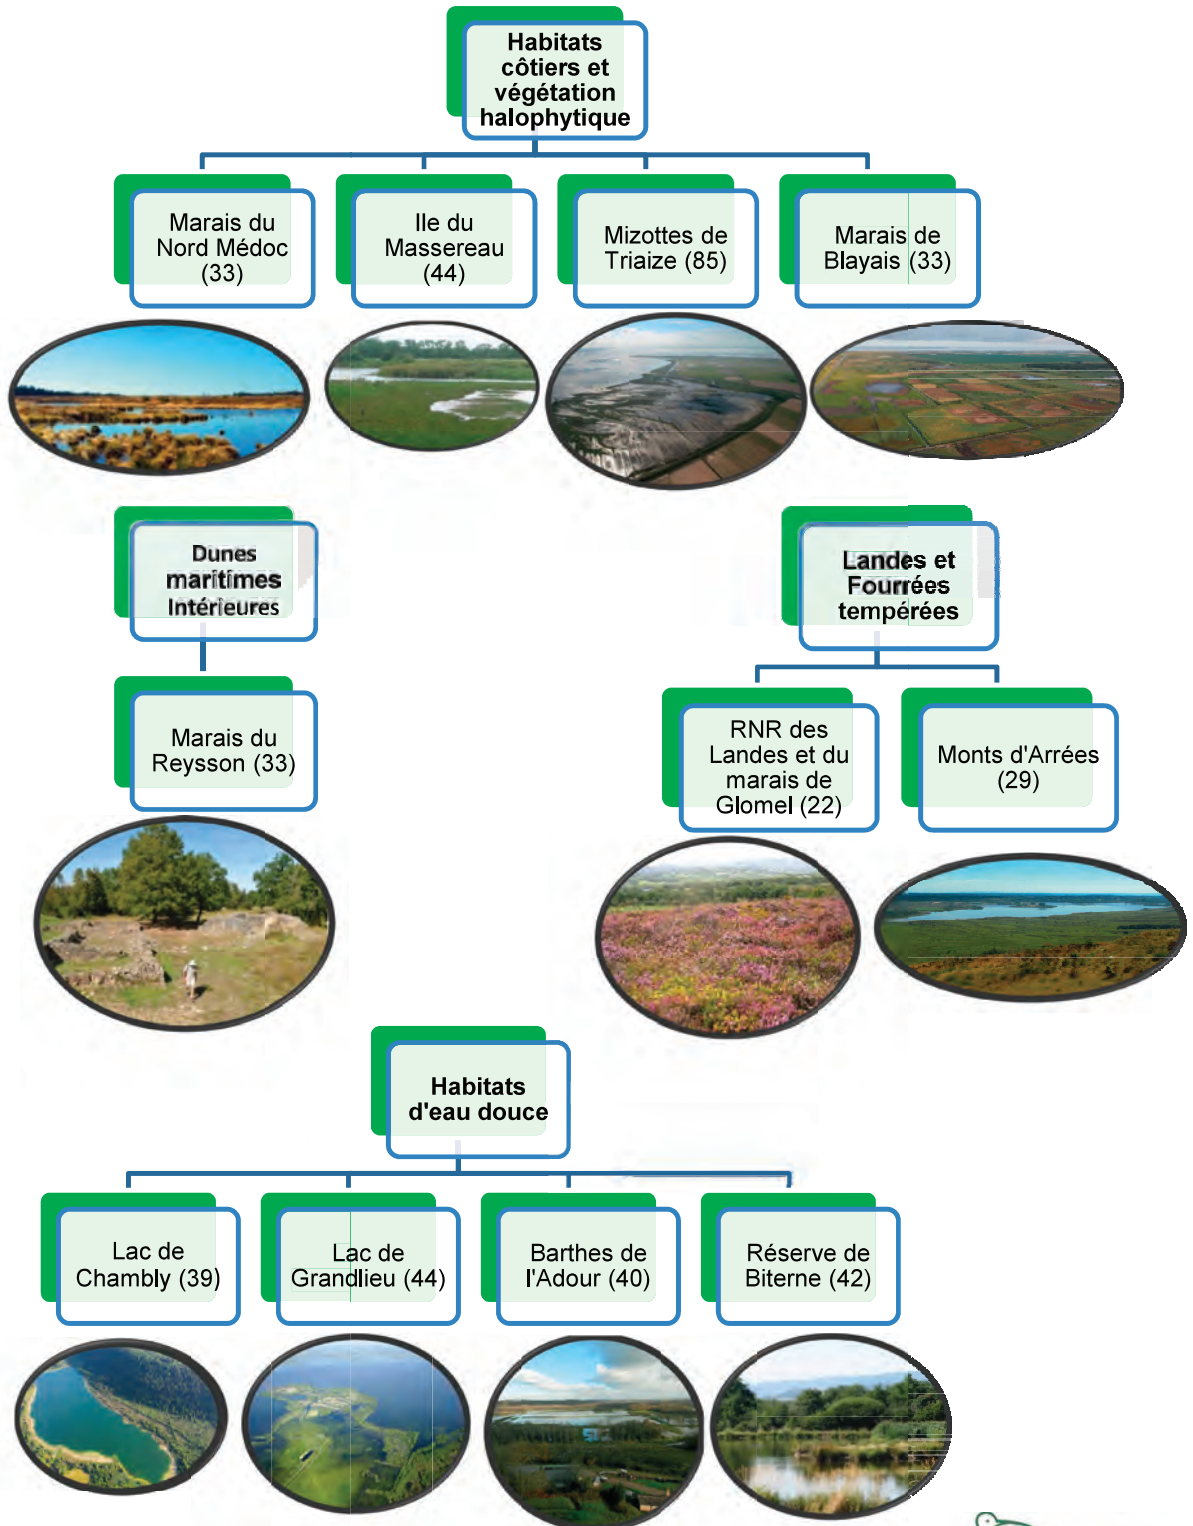 Habitats
côtiers et
végétation
halophytique
Marais du
Nord Médoc
(33)
Ile du
Massereau
(44)
Mizottes de
Triaize (85)
Marais de
Blayais (33)
Dunes
maritimes
Intérieures
Landes et
Fourrées
tempérées
Marais du
Reysson (33)
RNR des
Landes et du
marais de
Glomel (22)
Monts d'Arrées
(29)
Habitats
d'eau douce
Lac de
Chambly (39)
Lac de
Grandlieu (44)
Barthes de
l'Adour (40)
Réserve de
Biterne (42)